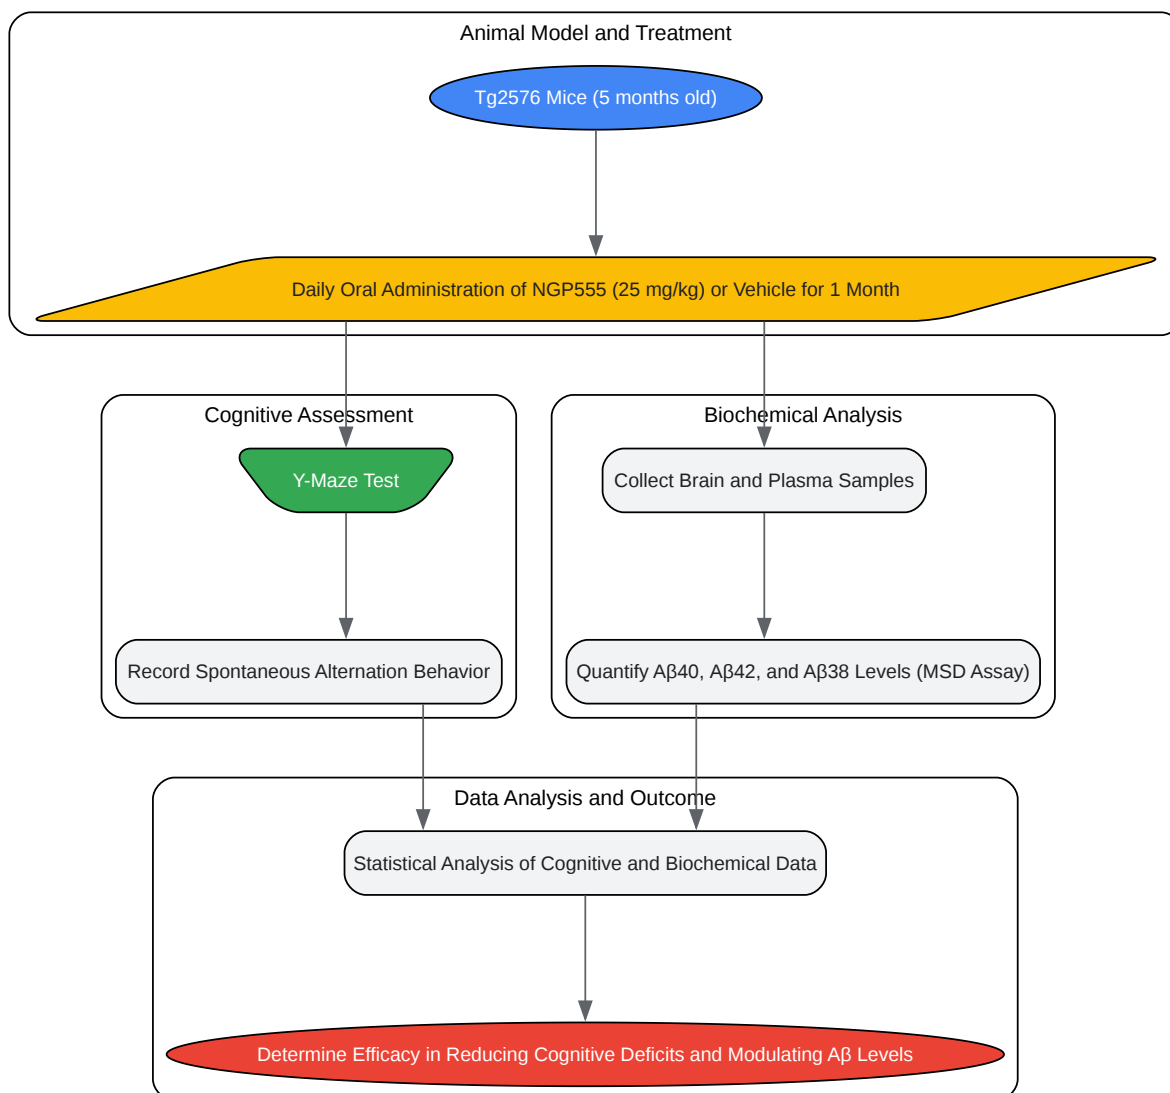 Animal Model and Treatment
Tg2576 Mice (5 months old)
Daily Oral Administration of NGP555 (25 mg/kg) or Vehicle for 1 Month
Cognitive Assessment
Y-Maze Test
Record Spontaneous Alternation Behavior
Biochemical Analysis
Collect Brain and Plasma Samples
Quantify Aβ40, Aβ42, and Aβ38 Levels (MSD Assay)
Data Analysis and Outcome
Statistical Analysis of Cognitive and Biochemical Data
Determine Efficacy in Reducing Cognitive Deficits and Modulating Aβ Levels